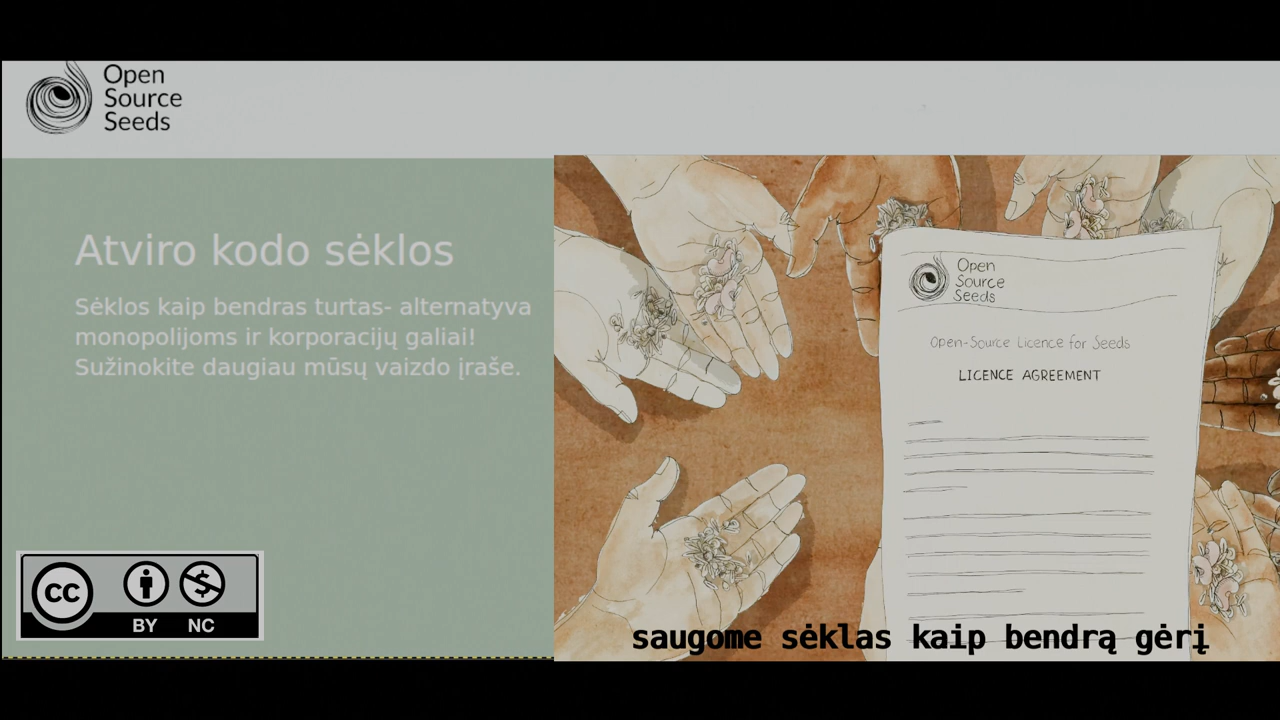 Open
Source
Seeds
Atviro kodo sėklos
Sėklos kaip bendras turtas- alternatyva
monopolijoms ir korporacijų galiai!
Sužinokite daugiau mūsų vaizdo įraše.
CC
BY NC
Open
Source
Seeds
Open-Source Licence for Seeds
LICENCE AGREEMENT
saugome sėklas kaip bendrą gėrį